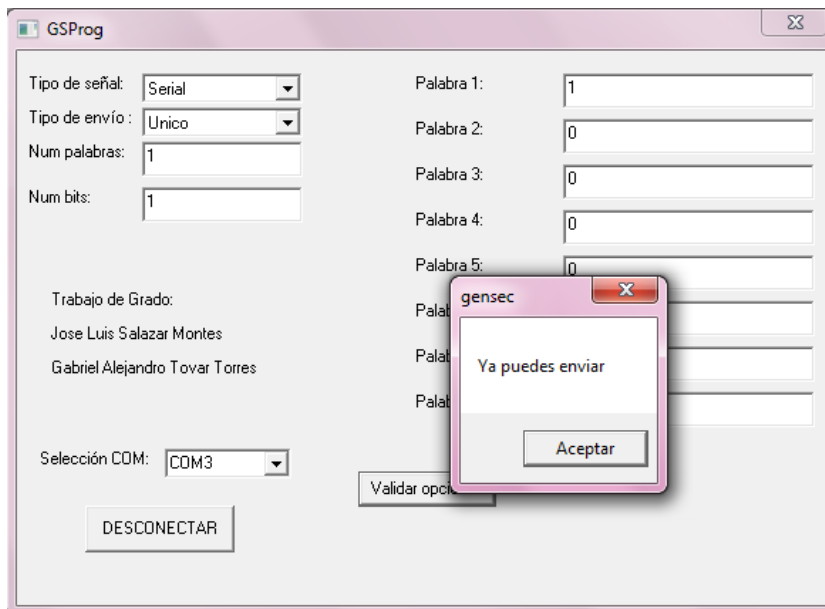 GSProg
Tipo de señal:
Serial
Tipo de envío :
Unico
Num palabras:
1
Num bits:
1
Trabajo de Grado:
Jose Luis Salazar Montes
Gabriel Alejandro Tovar Torres
Selección COM:
COM3
DESCONECTAR
Palabra 1:
1
Palabra 2:
0
Palabra 3:
0
Palabra 4:
0
Palabra 5:
0
Validar
gensec
Ya puedes enviar
Aceptar